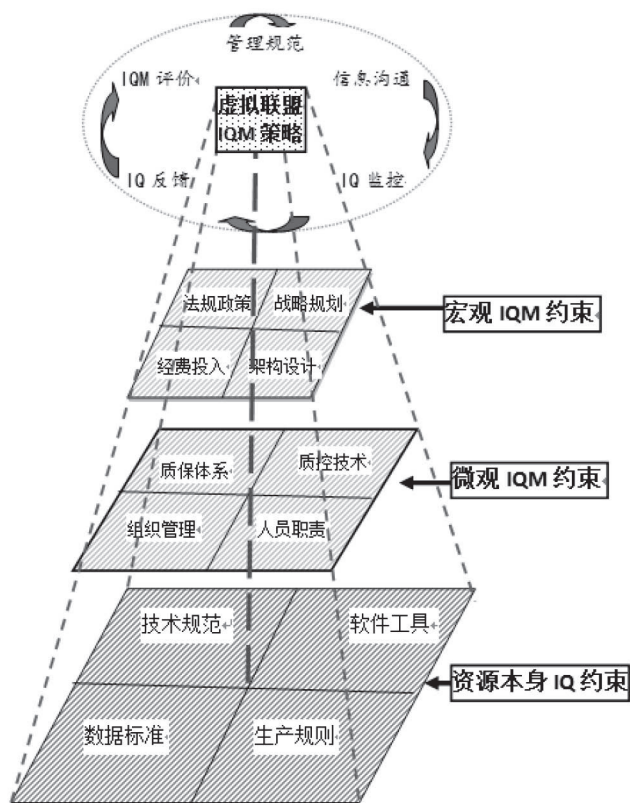 管理规范
IQM 评价
信息沟通
虚拟联盟
IQM 策略
IQ 反馈
IQ 监控
法规政策
战略规划
宏观 IQM 约束
经费投入
架构设计
质保体系
质控技术
微观 IQM 约束
组织管理
人员职责
技术规范
软件工具
资源本身 IQ 约束
数据标准
生产规则